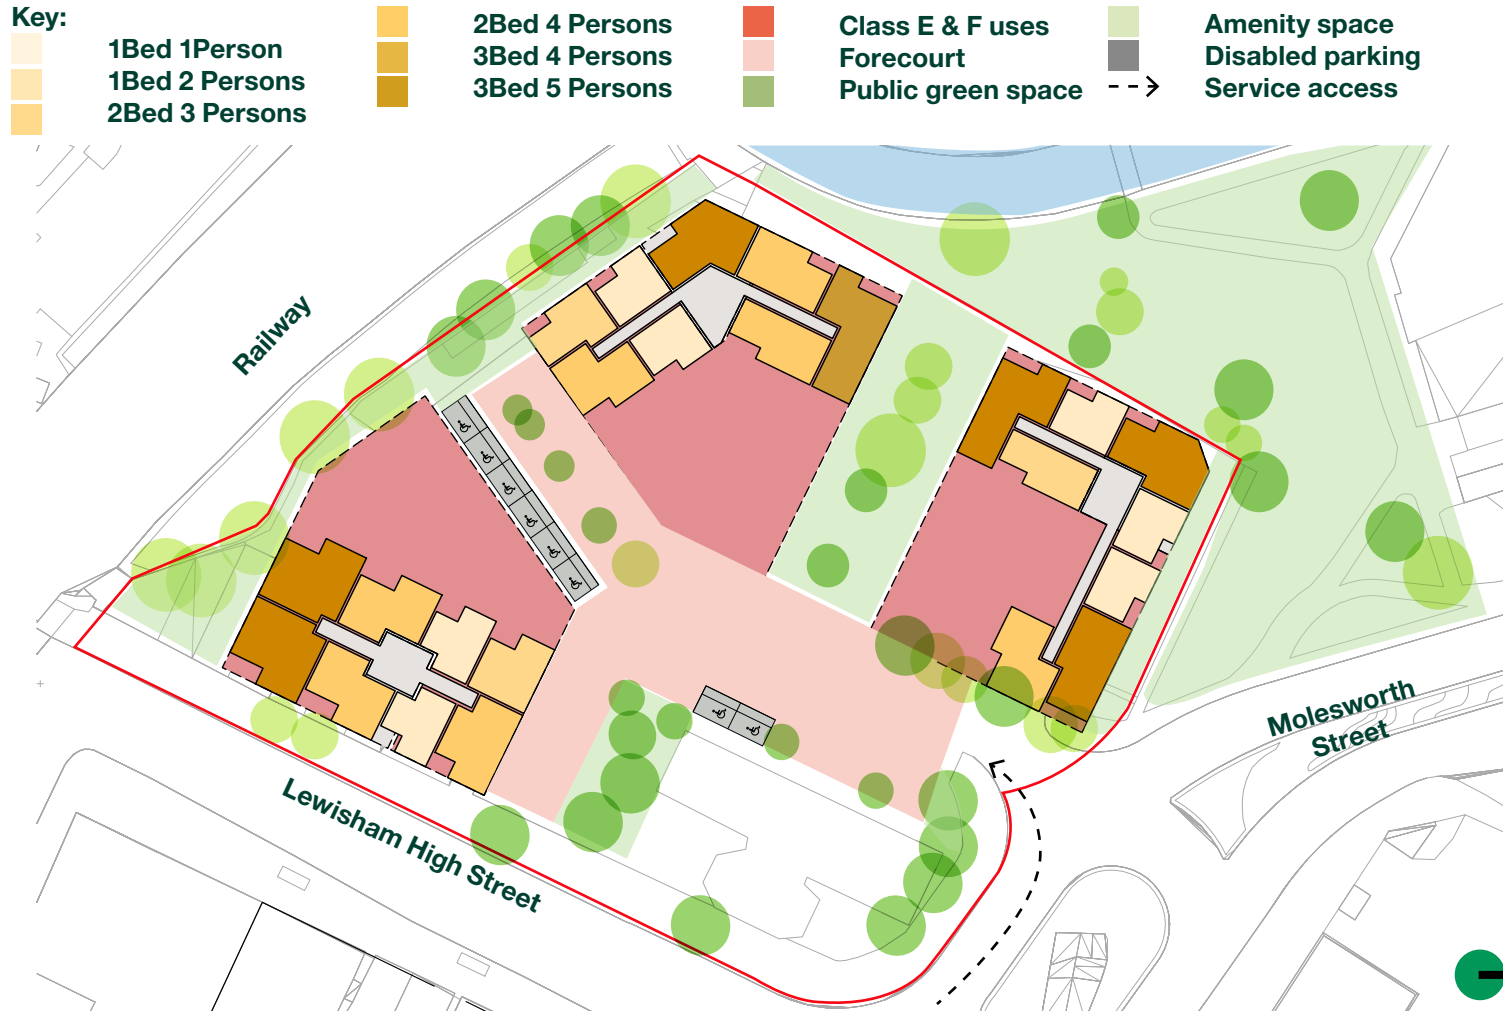 Key:
1Bed 1Person
1Bed 2 Persons
2Bed 3 Persons
2Bed 4 Persons
3Bed 4 Persons
3Bed 5 Persons
Class E & F uses
Forecourt
Public green space
Amenity space
Disabled parking
Service access
Railway
Molesworth
Street
Lewisham High Street